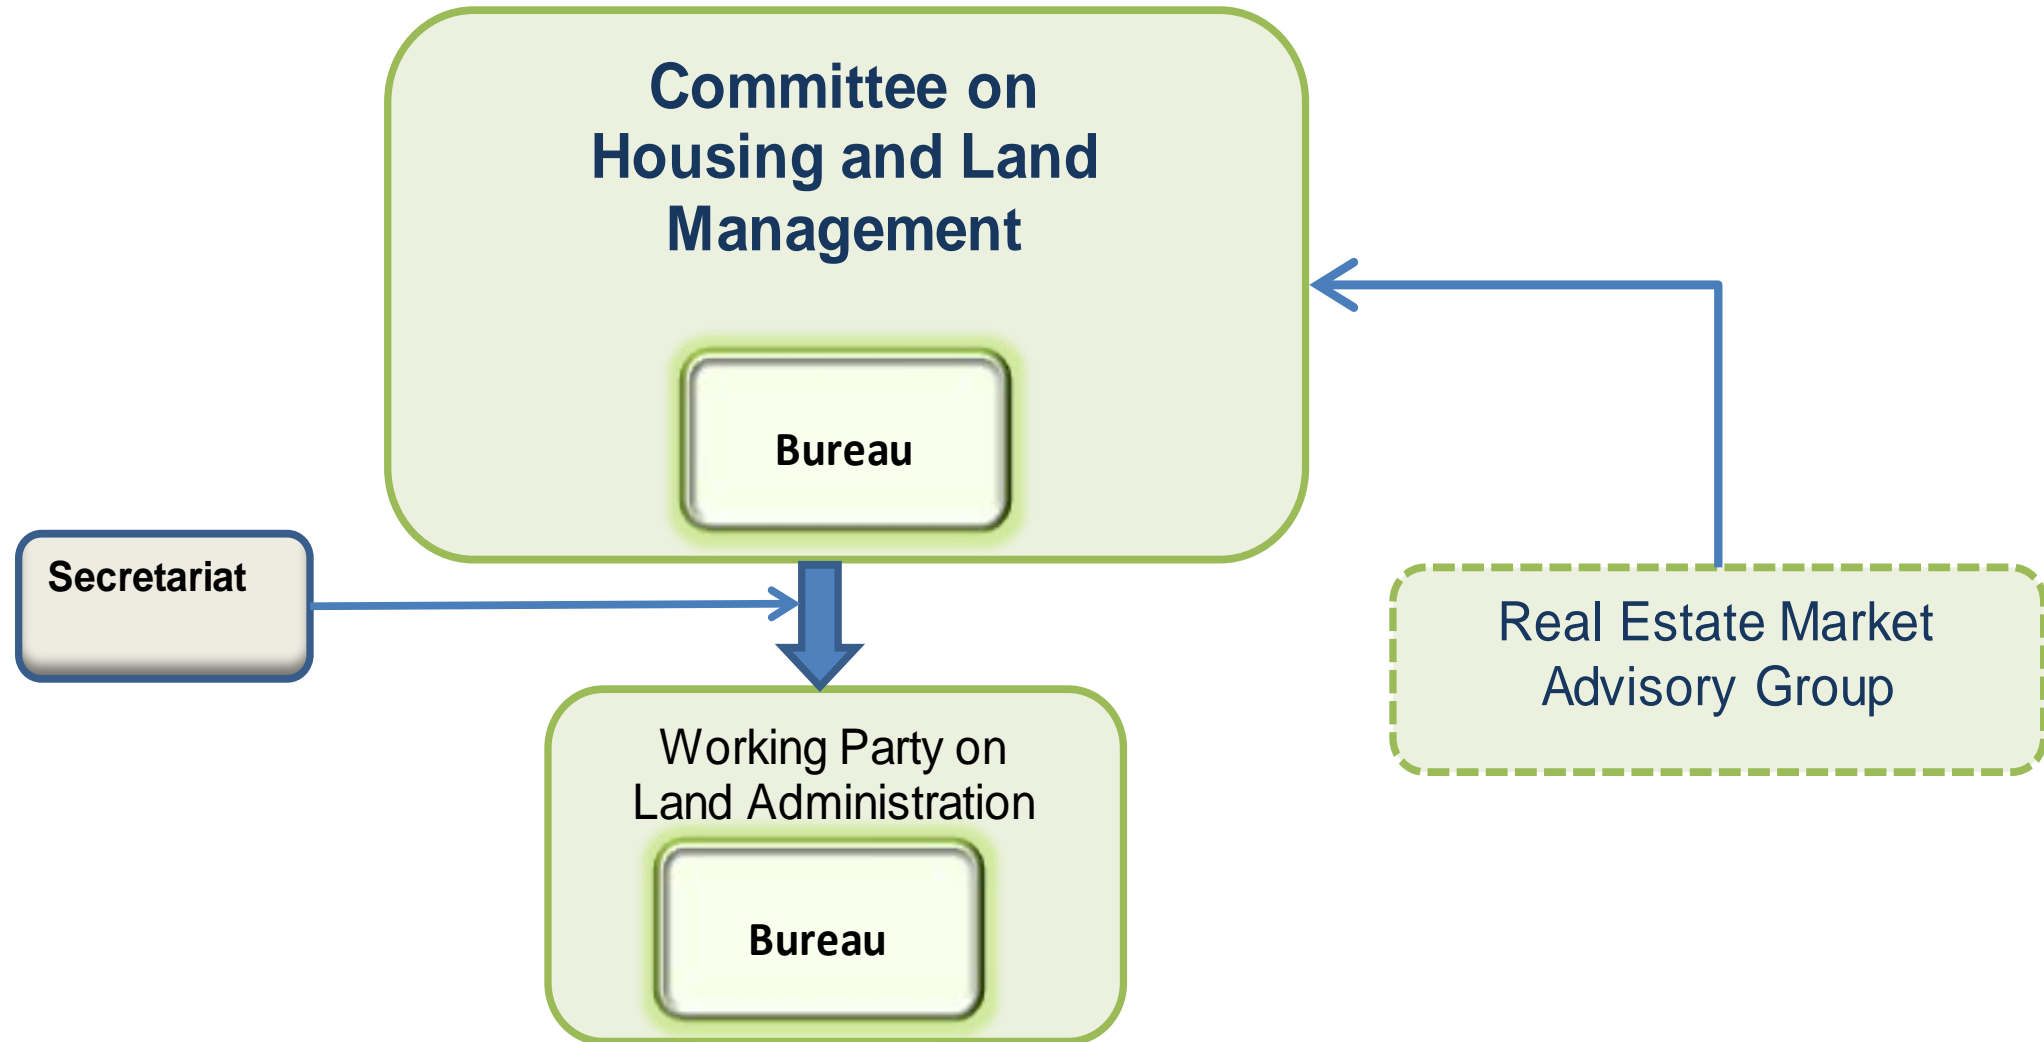 Committee on
Housing and Land
Management
Bureau
Secretariat
Real Estate Market
Advisory Group
Working Party on
Land Administration
Bureau